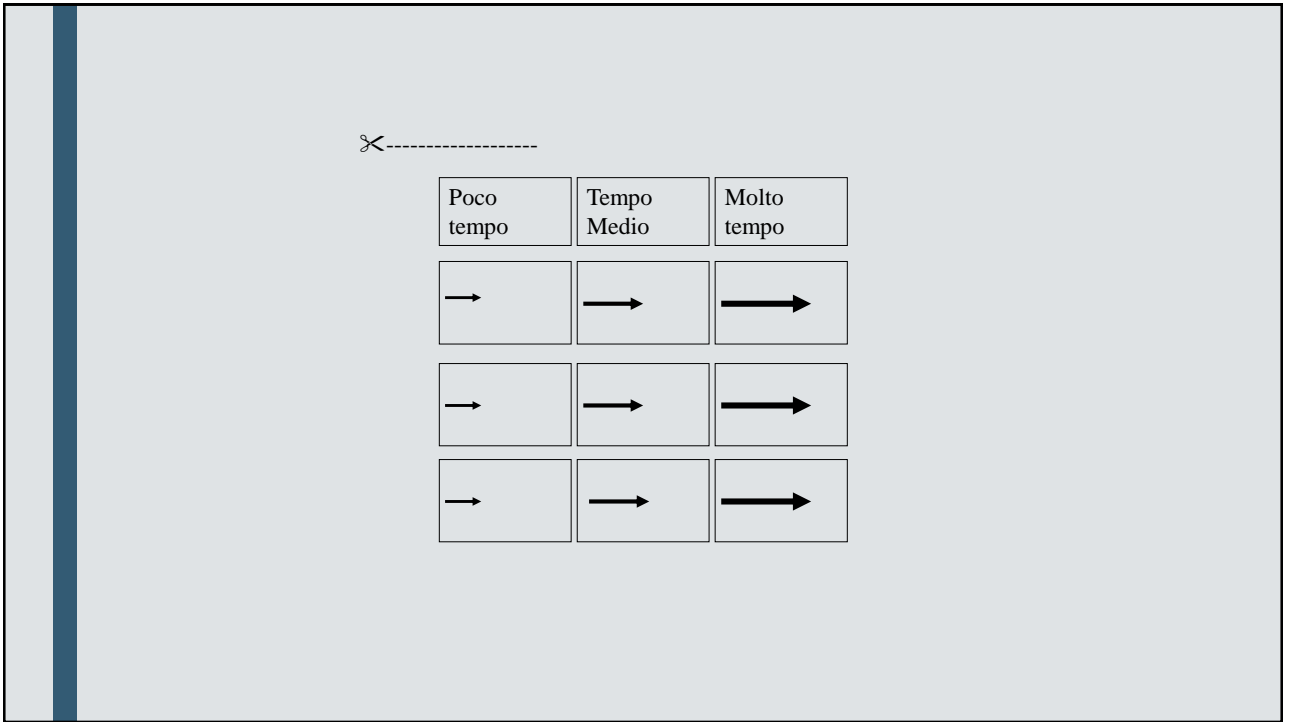 ✂-------------------
Poco
tempo
Tempo
Medio
Molto
tempo